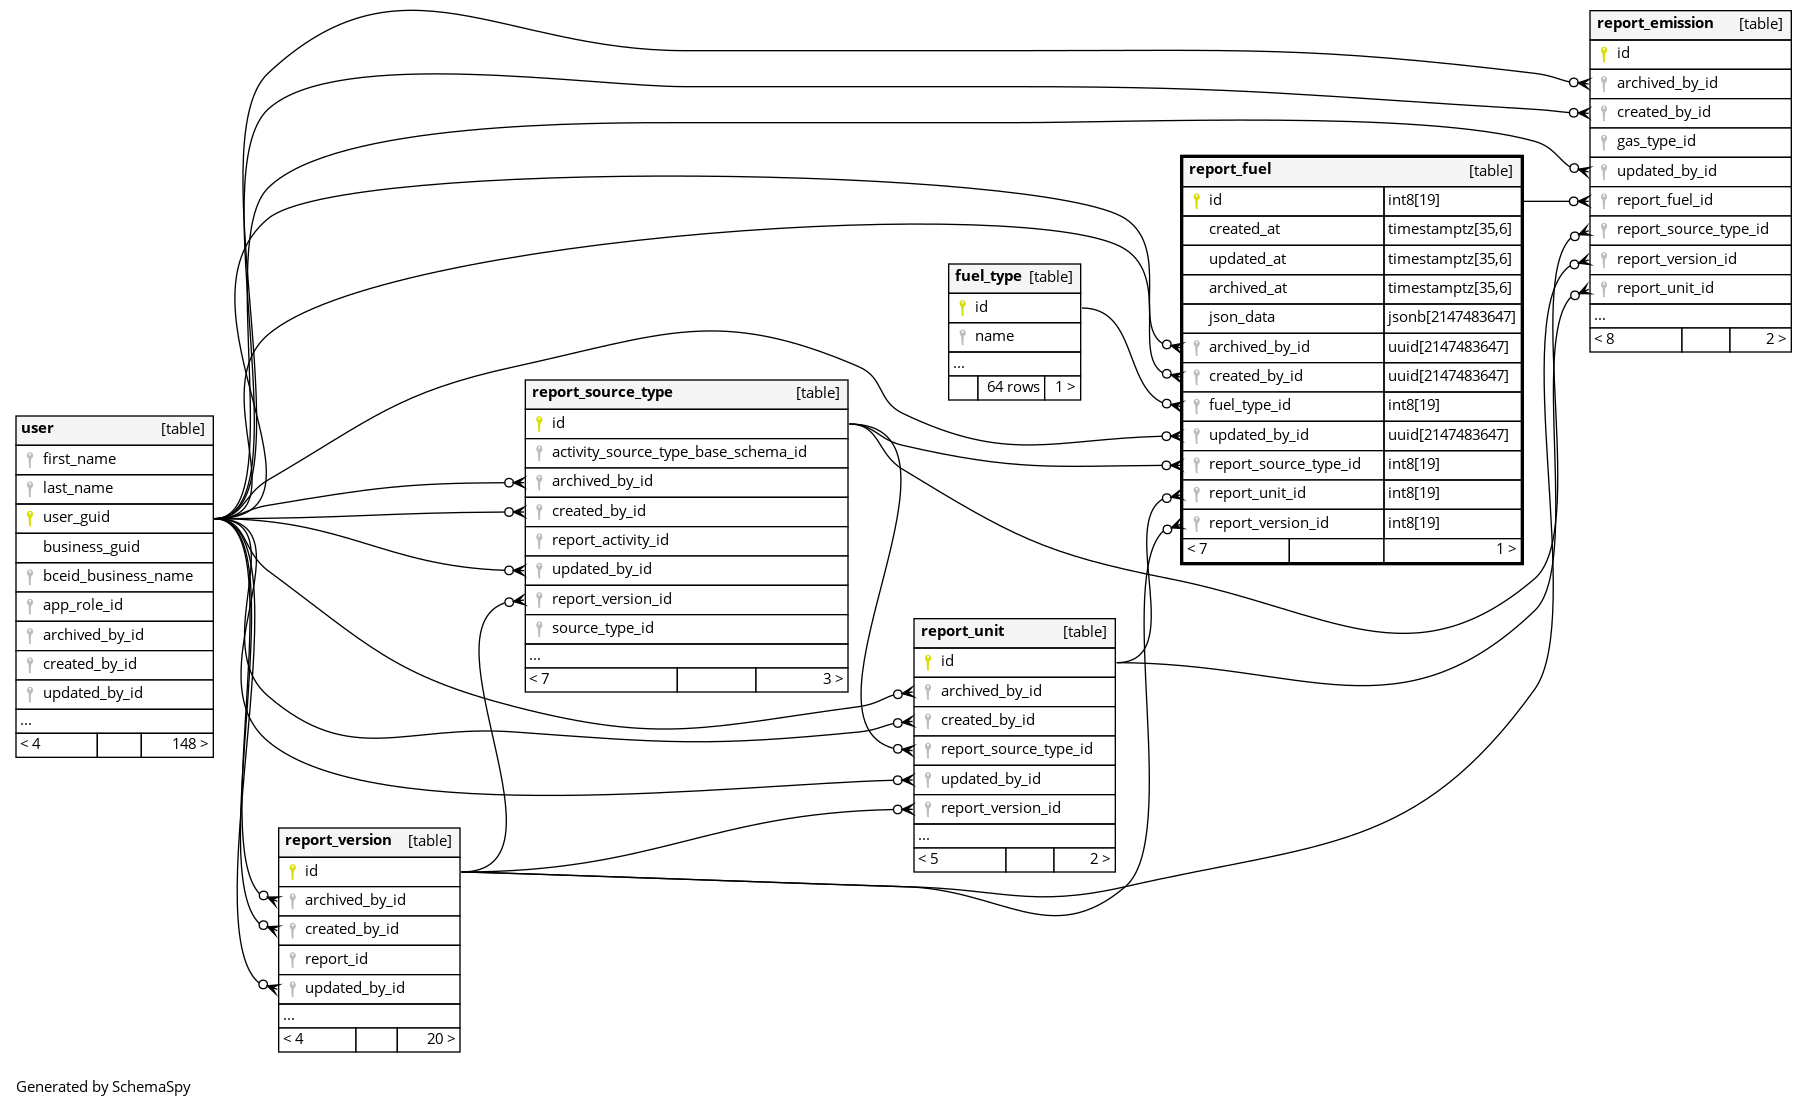 report_emission [table]
id
archived_by_id
created_by_id
gas_type_id
updated_by_id
report_fuel_id
report_source_type_id
report_version_id
report_unit_id
...
< 8 2 >
report_fuel [table]
id int8[19]
created_at timestamptz[35,6]
updated_at timestamptz[35,6]
archived_at timestamptz[35,6]
json_data jsonb[2147483647]
archived_by_id uuid[2147483647]
created_by_id uuid[2147483647]
fuel_type_id int8[19]
updated_by_id uuid[2147483647]
report_source_type_id int8[19]
report_unit_id int8[19]
report_version_id int8[19]
< 7 1 >
fuel_type [table]
id
name
...
64 rows 1 >
report_source_type [table]
id
activity_source_type_base_schema_id
archived_by_id
created_by_id
report_activity_id
updated_by_id
report_version_id
source_type_id
...
< 7 3 >
user [table]
first_name
last_name
user_guid
business_guid
bceid_business_name
app_role_id
archived_by_id
created_by_id
updated_by_id
...
< 4 148 >
report_unit [table]
id
archived_by_id
created_by_id
report_source_type_id
updated_by_id
report_version_id
...
< 5 2 >
report_version [table]
id
archived_by_id
created_by_id
report_id
updated_by_id
...
< 4 20 >
Generated by SchemaSpy